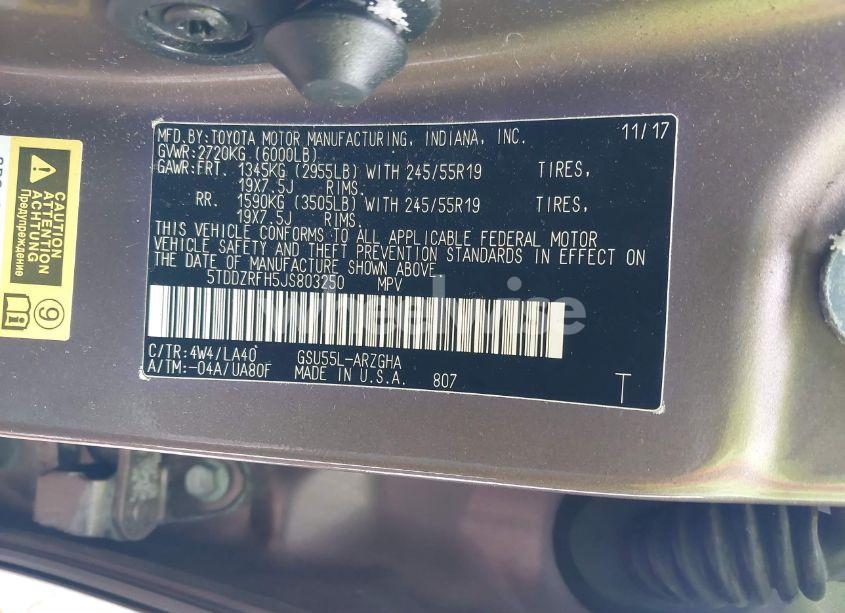 MFD.BY:TOYOTA MOTOR MANUFACTURING, INDIANA, INC. 11/17
GVWR:2720KG (6000LB)
GAWR:FRT. 1345KG (2955LB) WITH 245/55R19 TIRES,
19X7.5J RIMS.
RR. 1590KG (3505LB) WITH 245/55R19 TIRES,
19X7.5J RIMS.
THIS VEHICLE CONFORMS TO ALL APPLICABLE FEDERAL MOTOR
VEHICLE SAFETY AND THEFT PREVENTION STANDARDS IN EFFECT ON
THE DATE OF MANUFACTURE SHOWN ABOVE.
5TDDZRFH5JS803250 MPV
wheelwise
C/TR:4W4/LA40 GSU55L-ARZGHA
A/TM:-04A/UA80F MADE IN U.S.A. 807 T
CAUTION
ATTENTION
ACHTUNG
Предупреждение
9